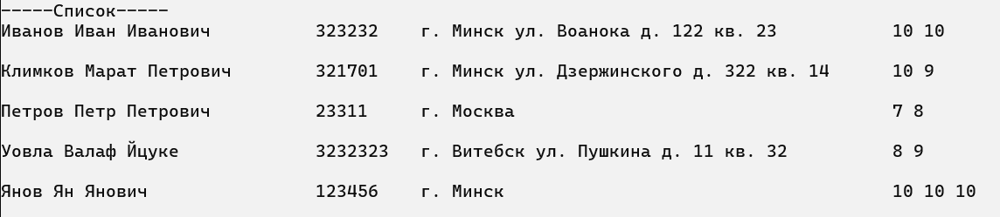 -----Список-----
Иванов Иван Иванович 323232 г. Минск ул. Воанока д. 122 кв. 23 10 10
Климков Марат Петрович 321701 г. Минск ул. Дзержинского д. 322 кв. 14 10 9
Петров Петр Петрович 23311 г. Москва 7 8
Уовла Валаф Йцуке 3232323 г. Витебск ул. Пушкина д. 11 кв. 32 8 9
Янов Ян Янович 123456 г. Минск 10 10 10